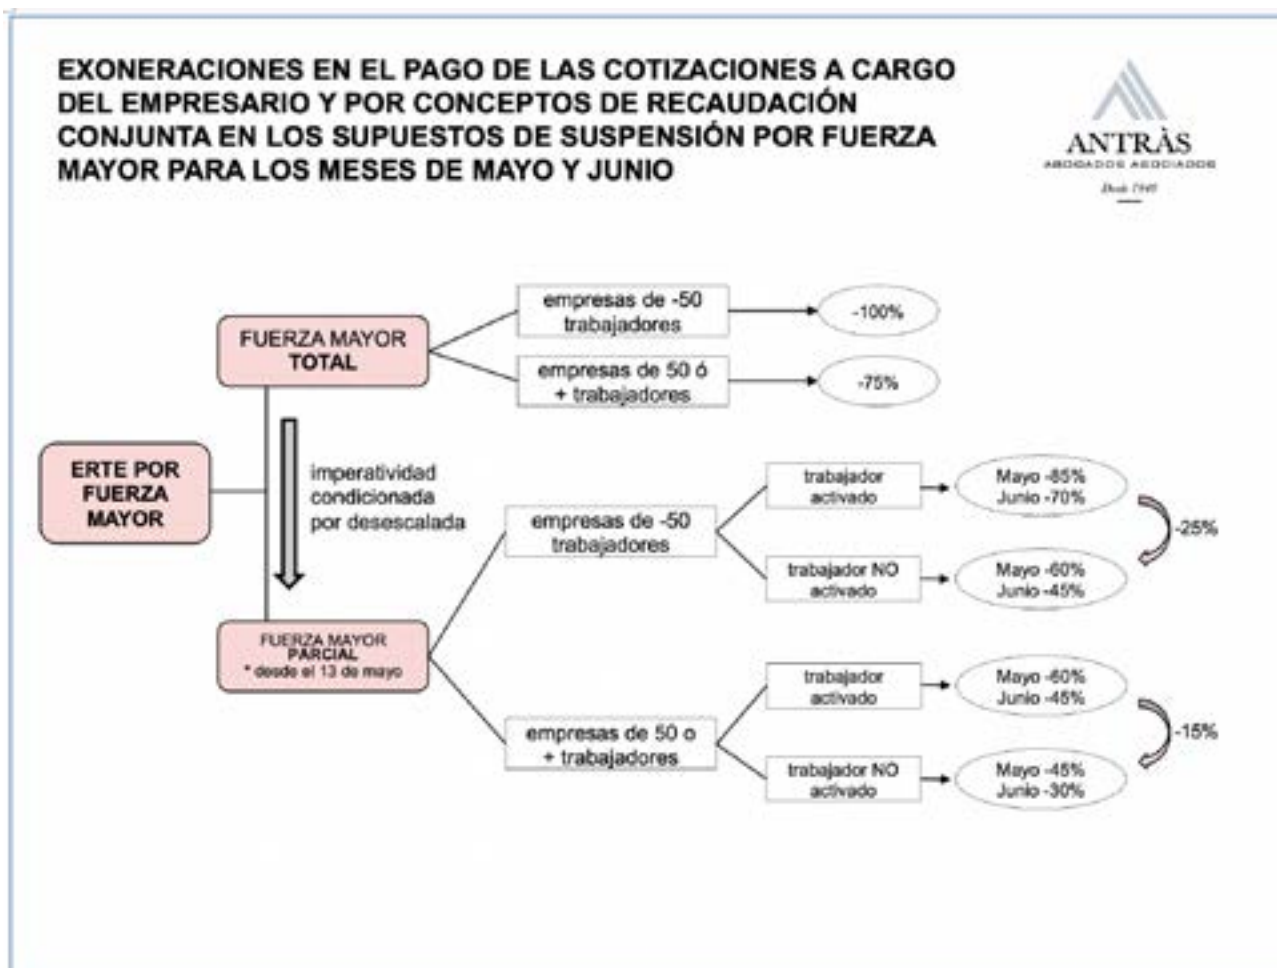 EXONERACIONES EN EL PAGO DE LAS COTIZACIONES A CARGO
DEL EMPRESARIO Y POR CONCEPTOS DE RECAUDACIÓN
CONJUNTA EN LOS SUPUESTOS DE SUSPENSIÓN POR FUERZA
MAYOR PARA LOS MESES DE MAYO Y JUNIO
ANTRÀS
ABOGADOS ASOCIADOS
Desde 1940
ERTE POR
FUERZA
MAYOR
FUERZA MAYOR
TOTAL
empresas de -50
trabajadores
-100%
empresas de 50 ó
+ trabajadores
-75%
imperatividad
condicionada
por desescalada
FUERZA MAYOR
PARCIAL
* desde el 13 de mayo
empresas de -50
trabajadores
trabajador
activado
Mayo -85%
Junio -70%
trabajador NO
activado
Mayo -60%
Junio -45%
-25%
empresas de 50 o
+ trabajadores
trabajador
activado
Mayo -60%
Junio -45%
trabajador NO
activado
Mayo -45%
Junio -30%
-15%